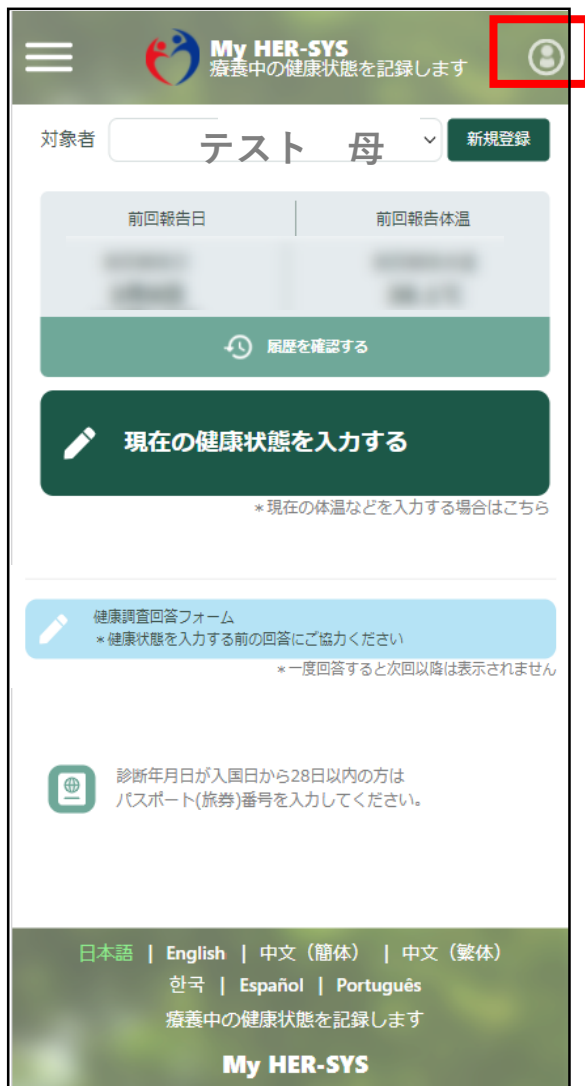 My HER-SYS
療養中の健康状態を記録します
対象者 テスト 母 新規登録
前回報告日 前回報告体温
履歴を確認する
現在の健康状態を入力する
＊現在の体温などを入力する場合はこちら
健康調査回答フォーム
＊健康状態を入力する前の回答にご協力ください
＊一度回答すると次回以降は表示されません
診断年月日が入国日から28日以内の方は
パスポート(旅券)番号を入力してください。
日本語 | English | 中文（簡体） | 中文（繁体）
한국 | Español | Português
療養中の健康状態を記録します
My HER-SYS